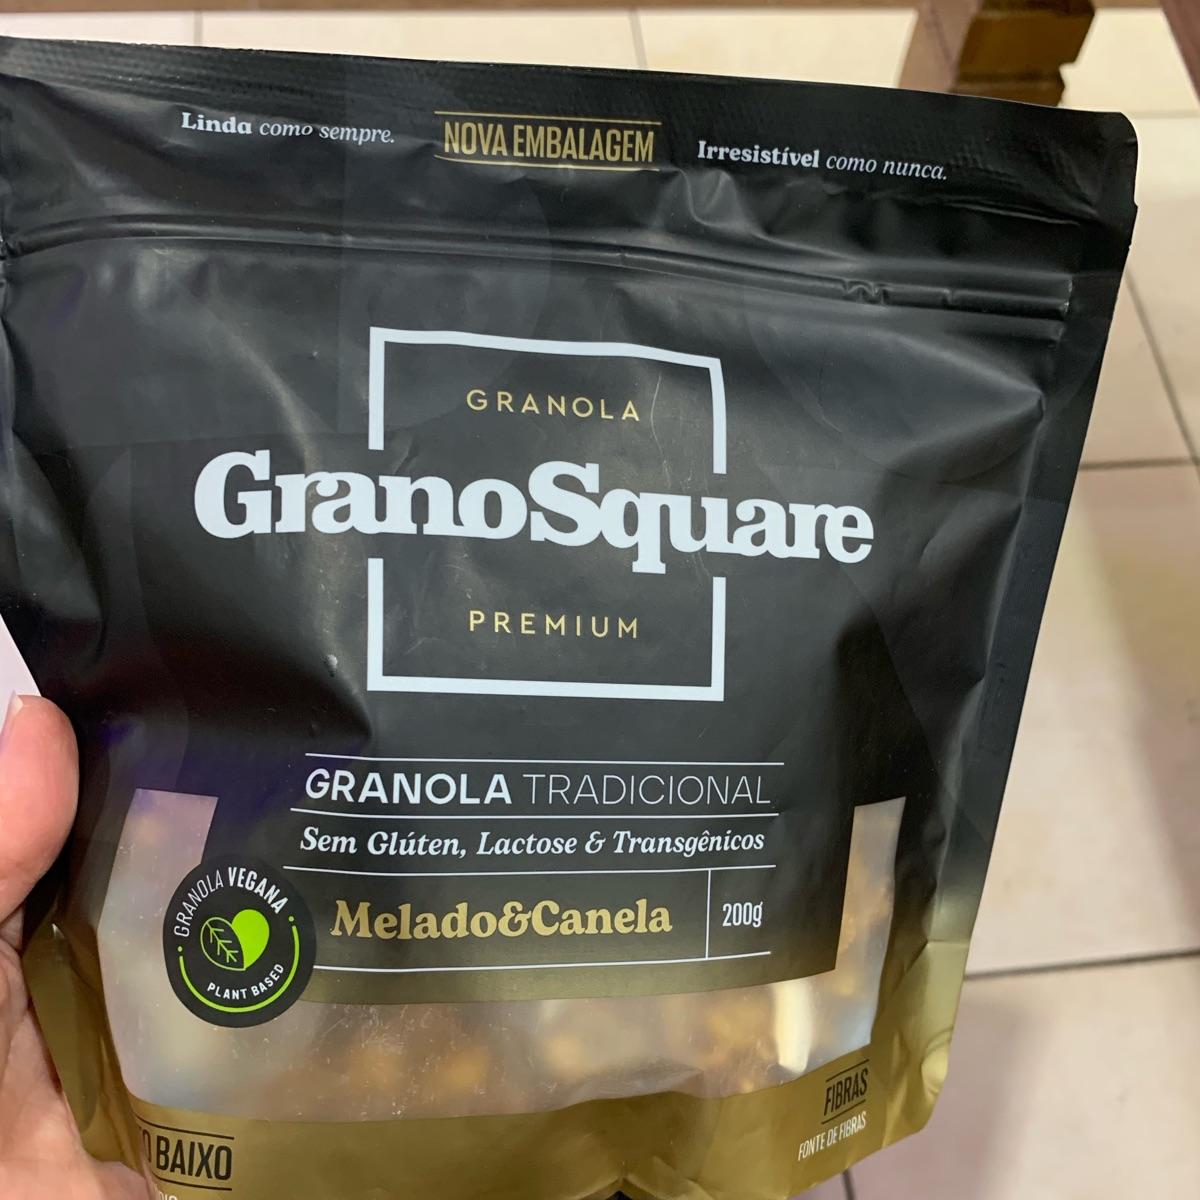 Linda como sempre.
NOVA EMBALAGEM
Irresistível como nunca.
GRANOLA
GranoSquare
PREMIUM
GRANOLA TRADICIONAL
Sem Glúten, Lactose & Transgênicos
Melado&Canela
200g
GRANOLA VEGANA
PLANT BASED
FIBRAS
FONTE DE FIBRAS
BAIXO